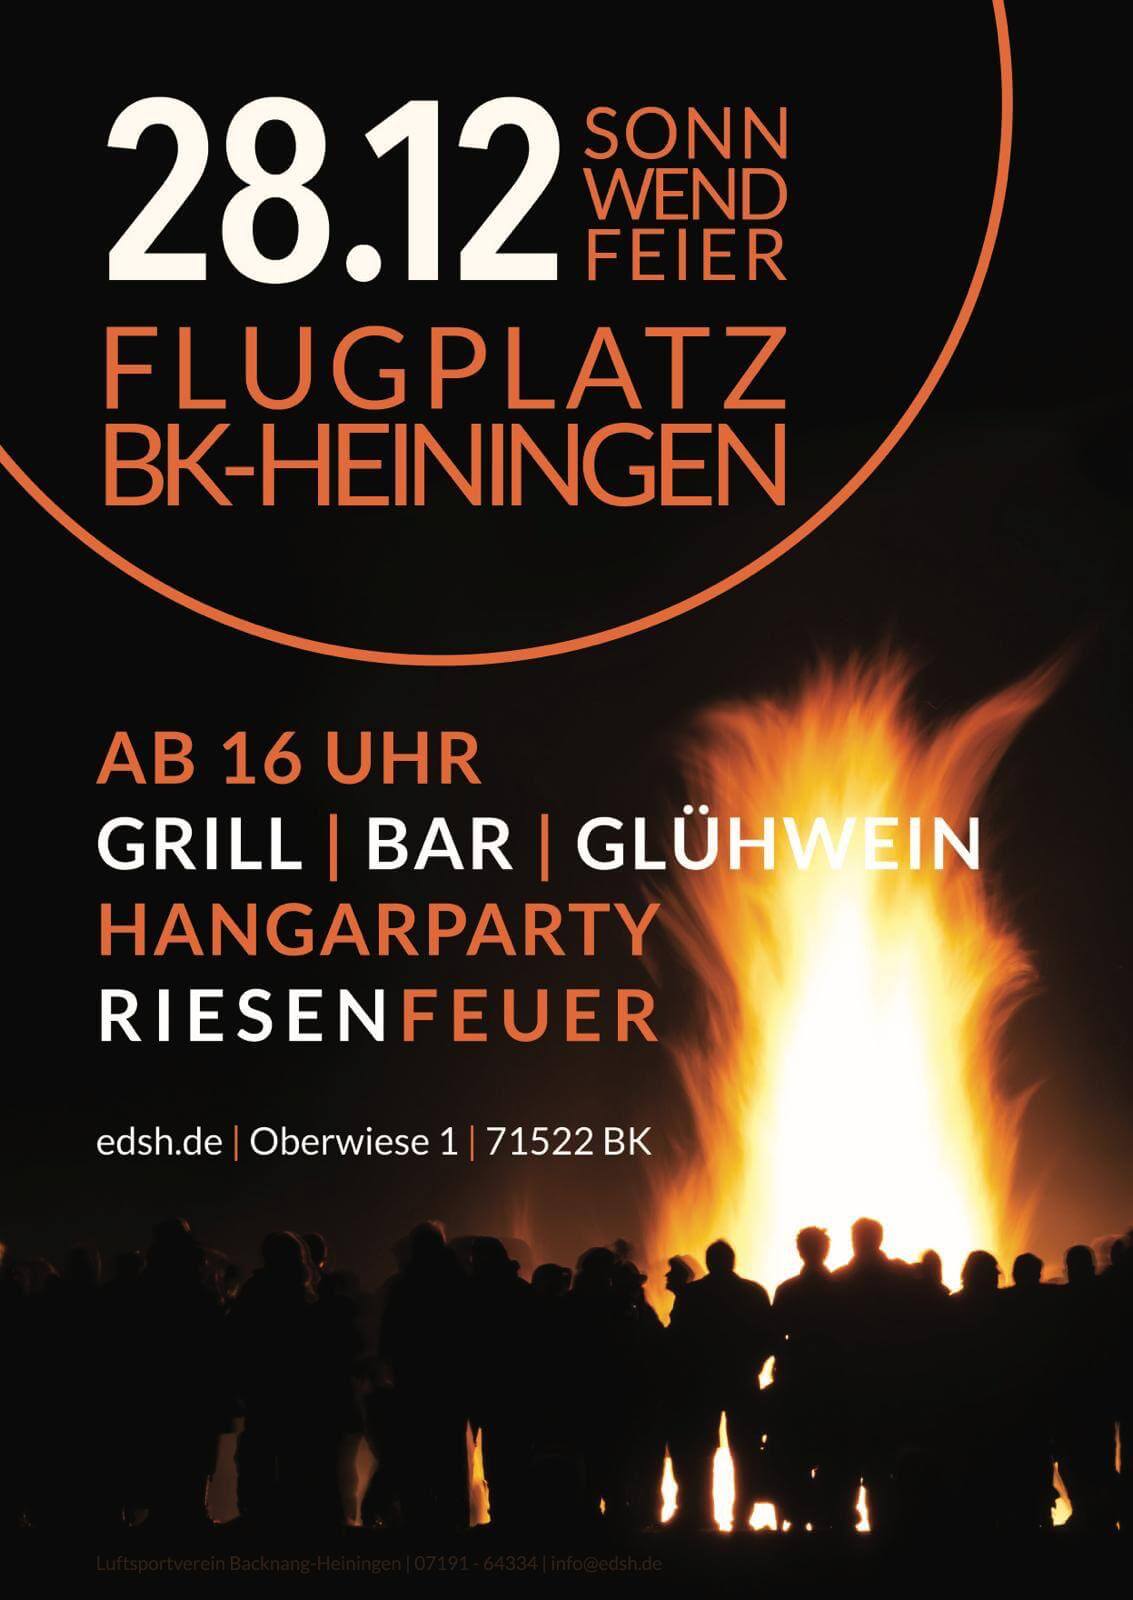 28.12
SONN
WEND
FEIER
FLUGPLATZ
BK-HEININGEN
AB 16 UHR
GRILL | BAR | GLÜHWEIN
HANGARPARTY
RIESENFEUER
edsh.de | Oberwiese 1 | 71522 BK
Luftsportverein Backnang-Heiningen | 07191 - 64334 | info@edsh.de